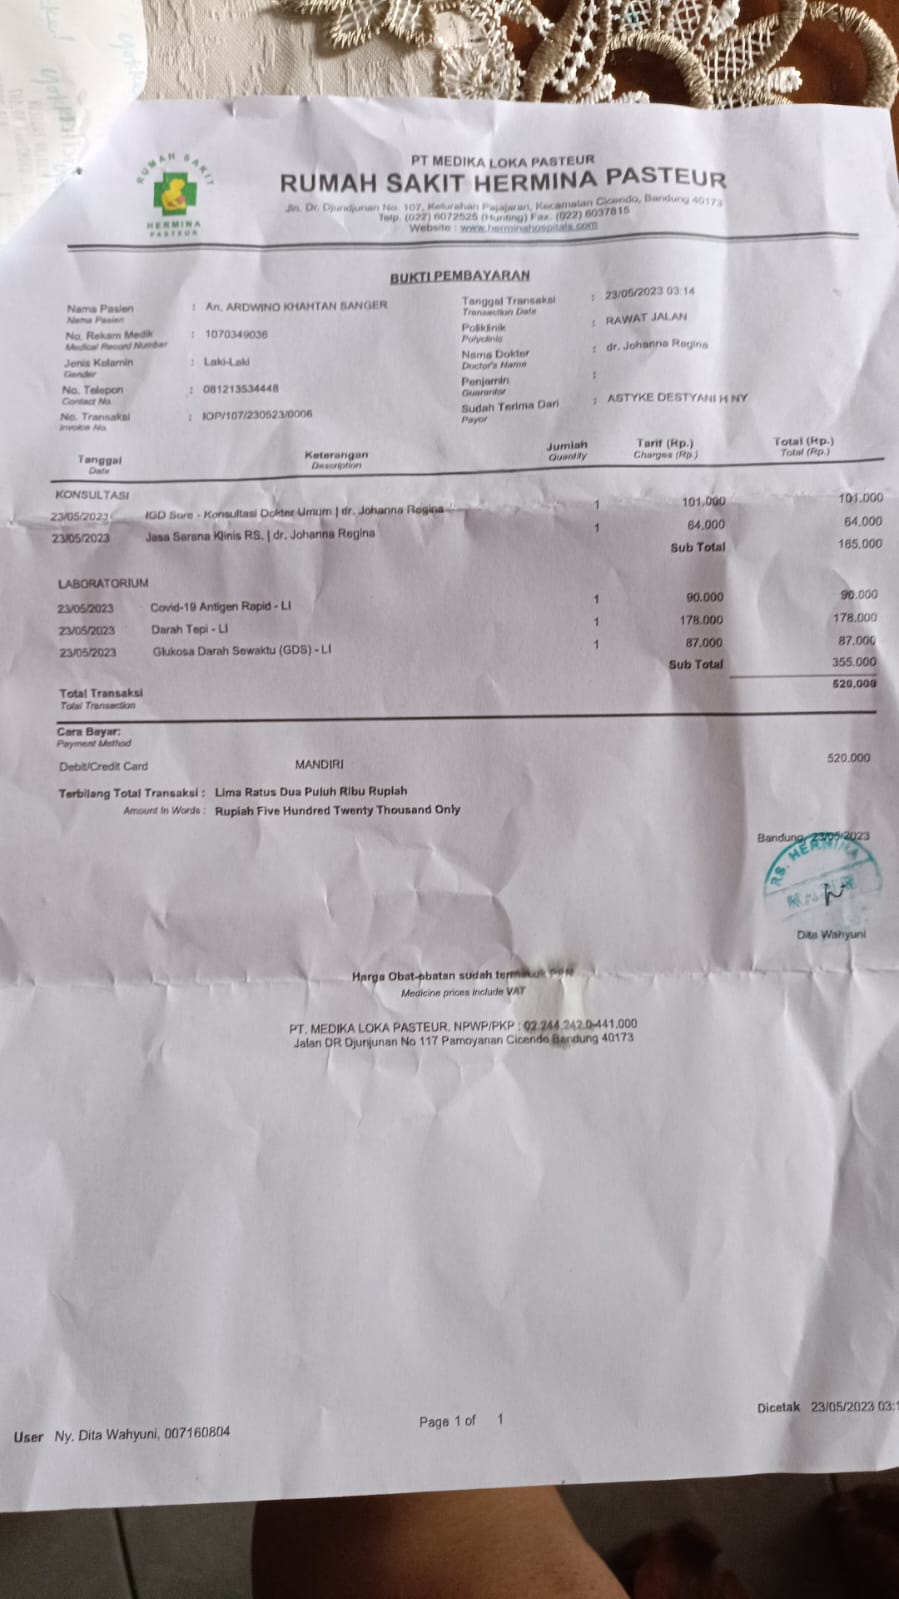 RUMAH SAKIT
HERMINA
PASTEUR
PT MEDIKA LOKA PASTEUR
RUMAH SAKIT HERMINA PASTEUR
Jln. Dr. Djundjunan No. 107, Kelurahan Pajajaran, Kecamatan Cicendo, Bandung 40173
Telp. (022) 6072525 (Hunting) Fax. (022) 6037815
Website : www.herminahospitals.com
BUKTI PEMBAYARAN
Nama Pasien : An. ARDWINO KHAHTAN SANGER
Nama Pasien
No. Rekam Medik : 1070349036
Medical Record Number
Jenis Kelamin : Laki-Laki
Gender
No. Telepon : 081213534448
Contact No.
No. Transaksi : IOP/107/230523/0006
Invoice No.
Tanggal Transaksi : 23/05/2023 03:14
Transaction Date
Poliklinik : RAWAT JALAN
Polyclinic
Nama Dokter : dr. Johanna Regina
Doctor's Name
Penjamin :
Guarantor
Sudah Terima Dari : ASTYKE DESTYANI H NY
Payor
Tanggal Keterangan Jumlah Tarif (Rp.) Total (Rp.)
Date Description Quantity Charges (Rp.) Total (Rp.)
KONSULTASI
23/05/2023 IGD Sore - Konsultasi Dokter Umum | dr. Johanna Regina 1 101.000 101.000
23/05/2023 Jasa Sarana Klinis RS. | dr. Johanna Regina 1 64.000 64.000
Sub Total 165.000
LABORATORIUM
23/05/2023 Covid-19 Antigen Rapid - LI 1 90.000 90.000
23/05/2023 Darah Tepi - LI 1 178.000 178.000
23/05/2023 Glukosa Darah Sewaktu (GDS) - LI 1 87.000 87.000
Sub Total 355.000
Total Transaksi 520.000
Total Transaction
Cara Bayar:
Payment Method
Debit/Credit Card MANDIRI 520.000
Terbilang Total Transaksi : Lima Ratus Dua Puluh Ribu Rupiah
Amount In Words : Rupiah Five Hundred Twenty Thousand Only
Bandung, 23/05/2023
RS. HERMINA
Dita Wahyuni
Harga Obat-obatan sudah termasuk PPN
Medicine prices include VAT
PT. MEDIKA LOKA PASTEUR. NPWP/PKP : 02.244.242.0-441.000
Jalan DR Djunjunan No 117 Pamoyanan Cicendo Bandung 40173
User Ny. Dita Wahyuni, 007160804
Page 1 of 1
Dicetak 23/05/2023 03:1